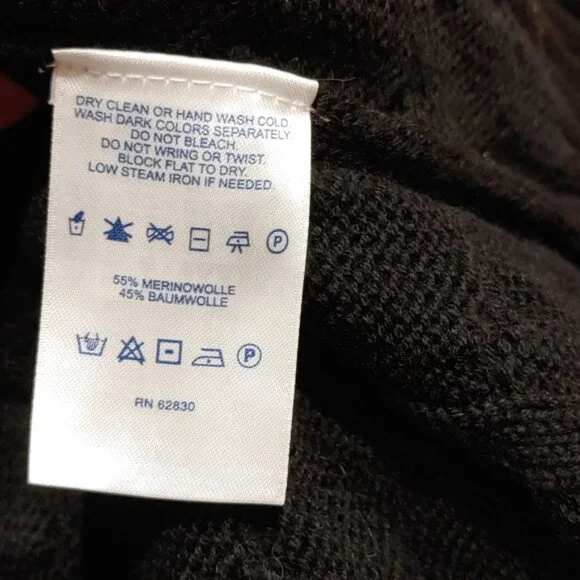 DRY CLEAN OR HAND WASH COLD.
WASH DARK COLORS SEPARATELY.
DO NOT BLEACH.
DO NOT WRING OR TWIST.
BLOCK FLAT TO DRY.
LOW STEAM IRON IF NEEDED.
P
55% MERINOWOLLE
45% BAUMWOLLE
P
RN 62830